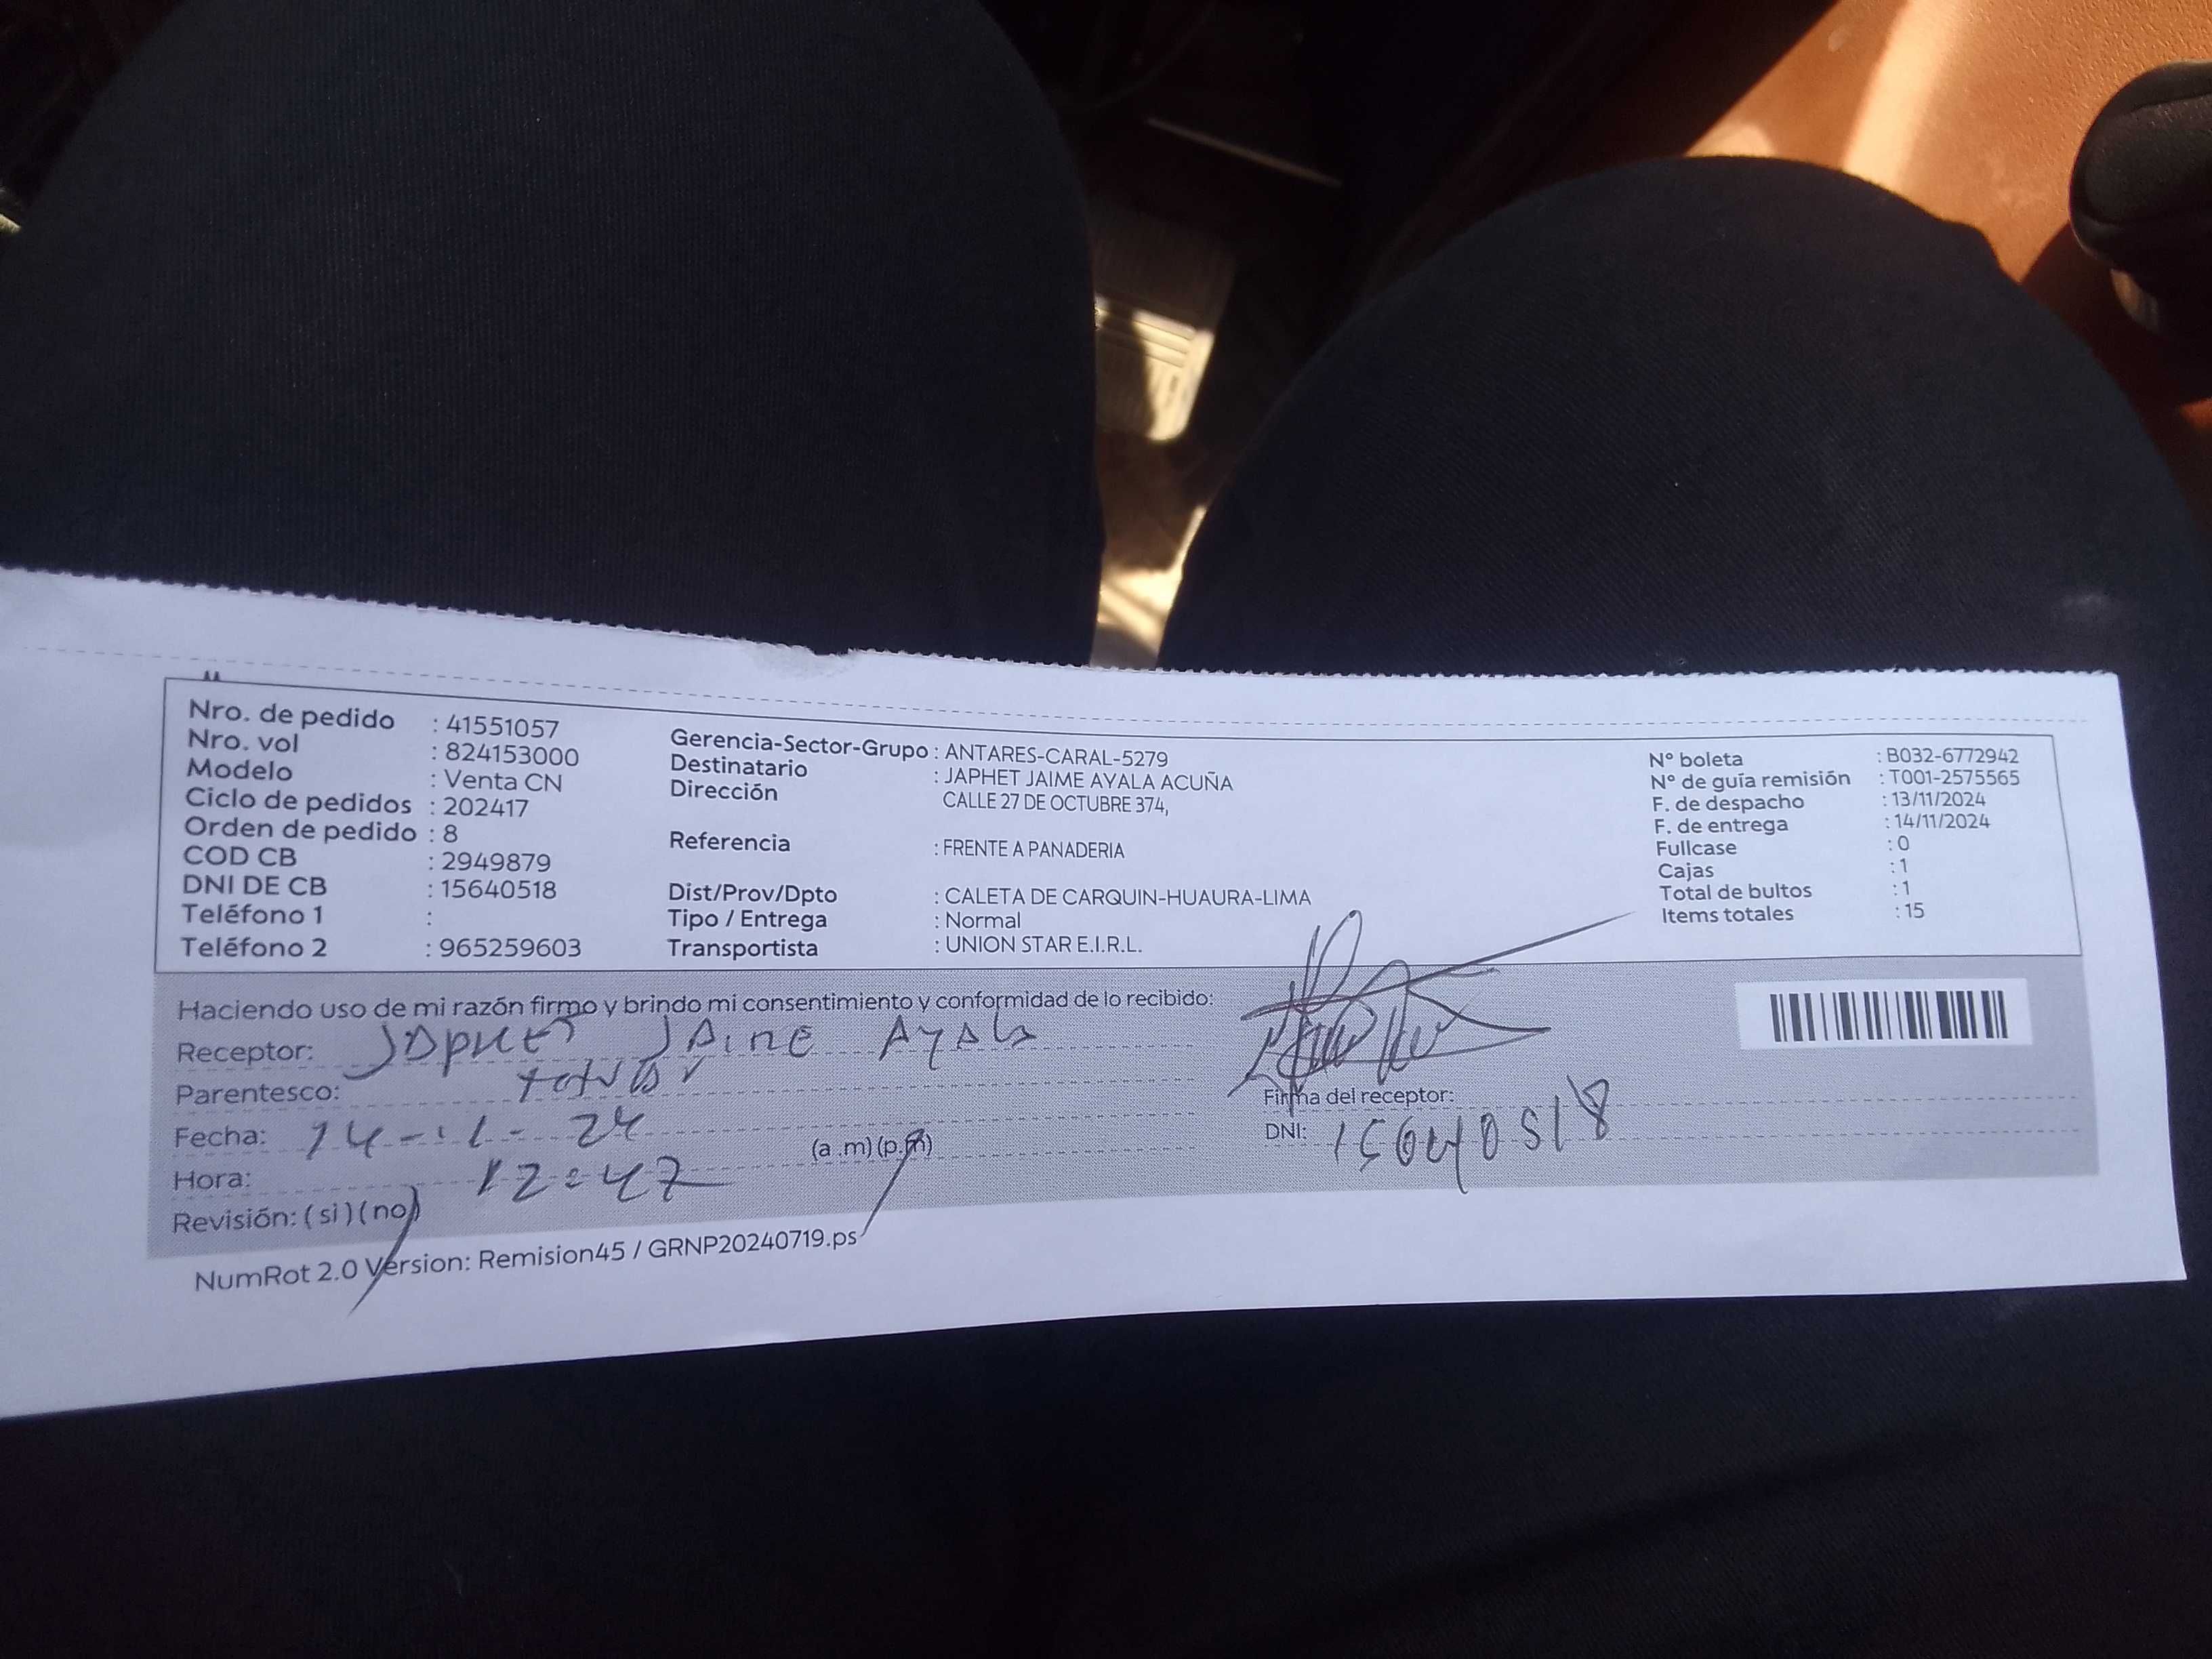 Nro. de pedido : 41551057
Nro. vol : 824153000
Modelo : Venta CN
Ciclo de pedidos : 202417
Orden de pedido : 8
COD CB : 2949879
DNI DE CB : 15640518
Teléfono 1 :
Teléfono 2 : 965259603
Gerencia-Sector-Grupo : ANTARES-CARAL-5279
Destinatario : JAPHET JAIME AYALA ACUÑA
Dirección CALLE 27 DE OCTUBRE 374,
Referencia : FRENTE A PANADERIA
Dist/Prov/Dpto : CALETA DE CARQUIN-HUAURA-LIMA
Tipo / Entrega : Normal
Transportista : UNION STAR E.I.R.L.
N° boleta : B032-6772942
N° de guía remisión : T001-2575565
F. de despacho : 13/11/2024
F. de entrega : 14/11/2024
Fullcase : 0
Cajas : 1
Total de bultos : 1
Items totales : 15
Haciendo uso de mi razón firmo y brindo mi consentimiento y conformidad de lo recibido:
Receptor: Japhet Jaime Ayala
Parentesco:
Fecha: 14-11-24
Hora: 12:47 (a.m) (p.m)
Revisión: (si) (no)
Firma del receptor:
DNI: 15640518
NumRot 2.0 Version: Remision45 / GRNP20240719.ps